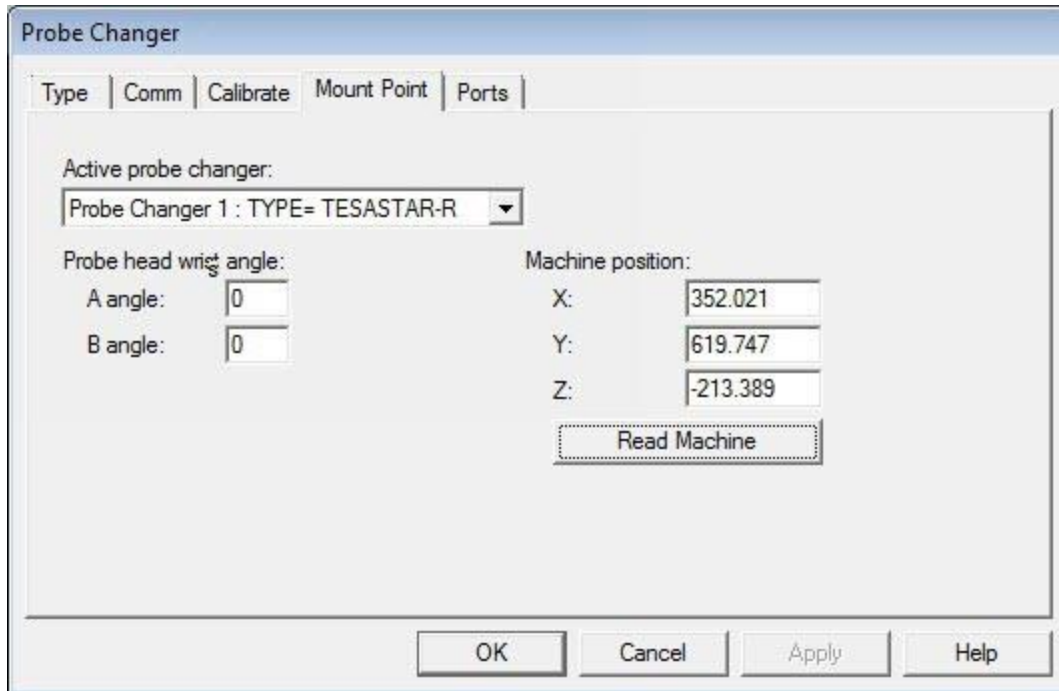 Probe Changer
Type Comm Calibrate Mount Point Ports
Active probe changer:
Probe Changer 1 : TYPE= TESASTAR-R
Probe head wrist angle:
A angle: 0
B angle: 0
Machine position:
X: 352.021
Y: 619.747
Z: -213.389
Read Machine
OK Cancel Apply Help